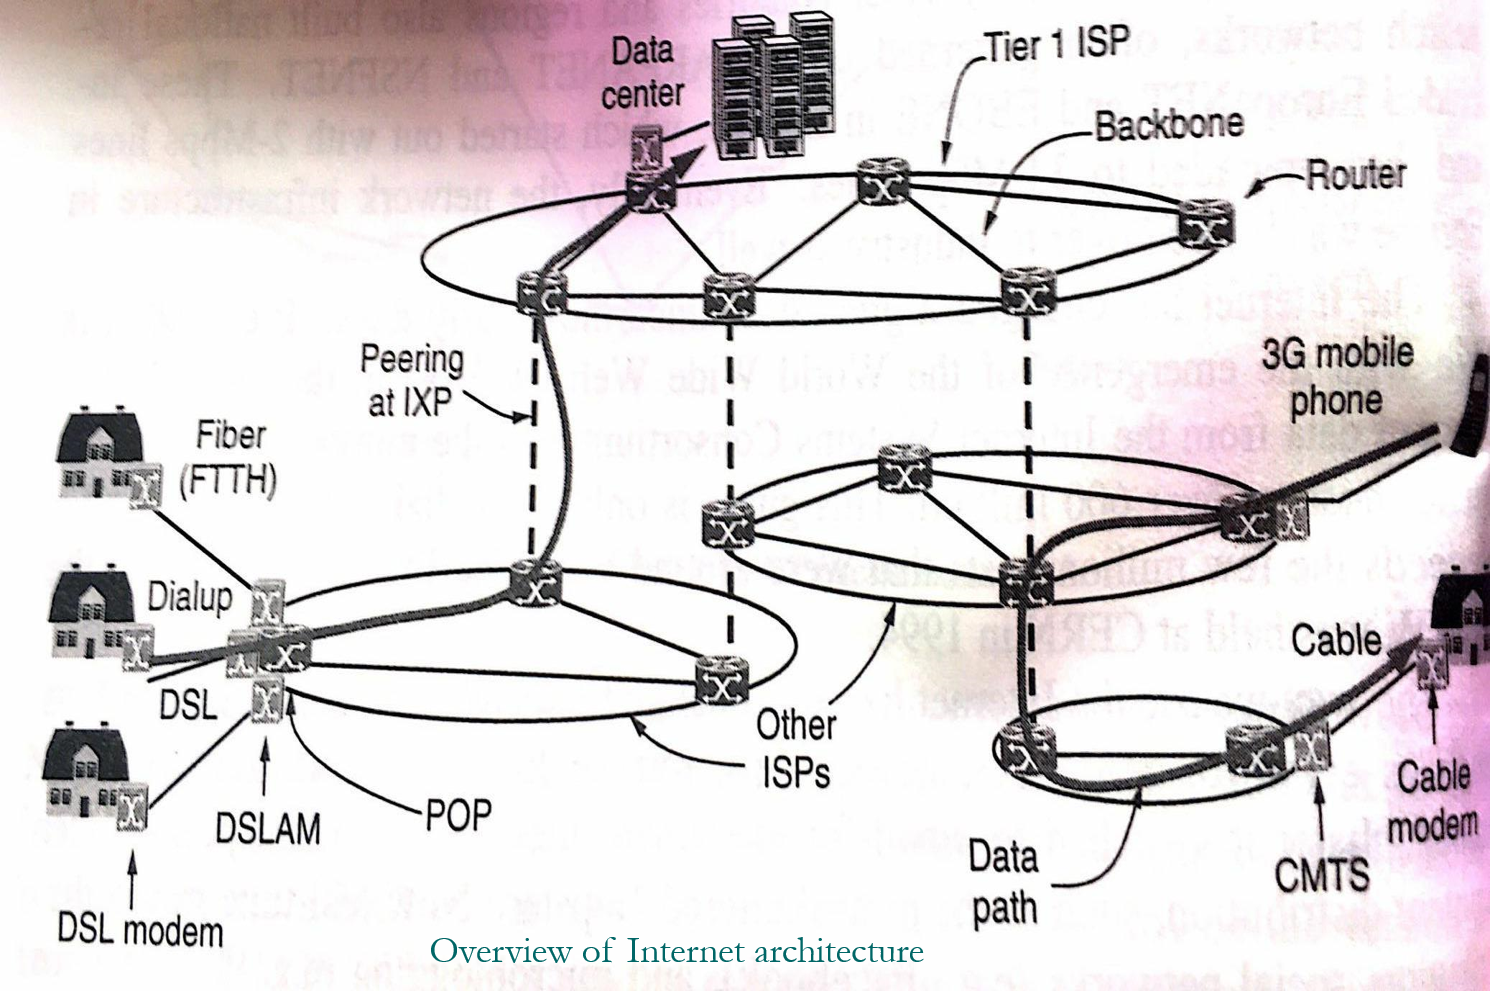 Data
center
Tier 1 ISP
Backbone
Router
Peering
at IXP
3G mobile
phone
Fiber
(FTTH)
Dialup
DSL
Cable
Other
ISPs
POP
DSLAM
DSL modem
Data
path
CMTS
Cable
modem
Overview of Internet architecture